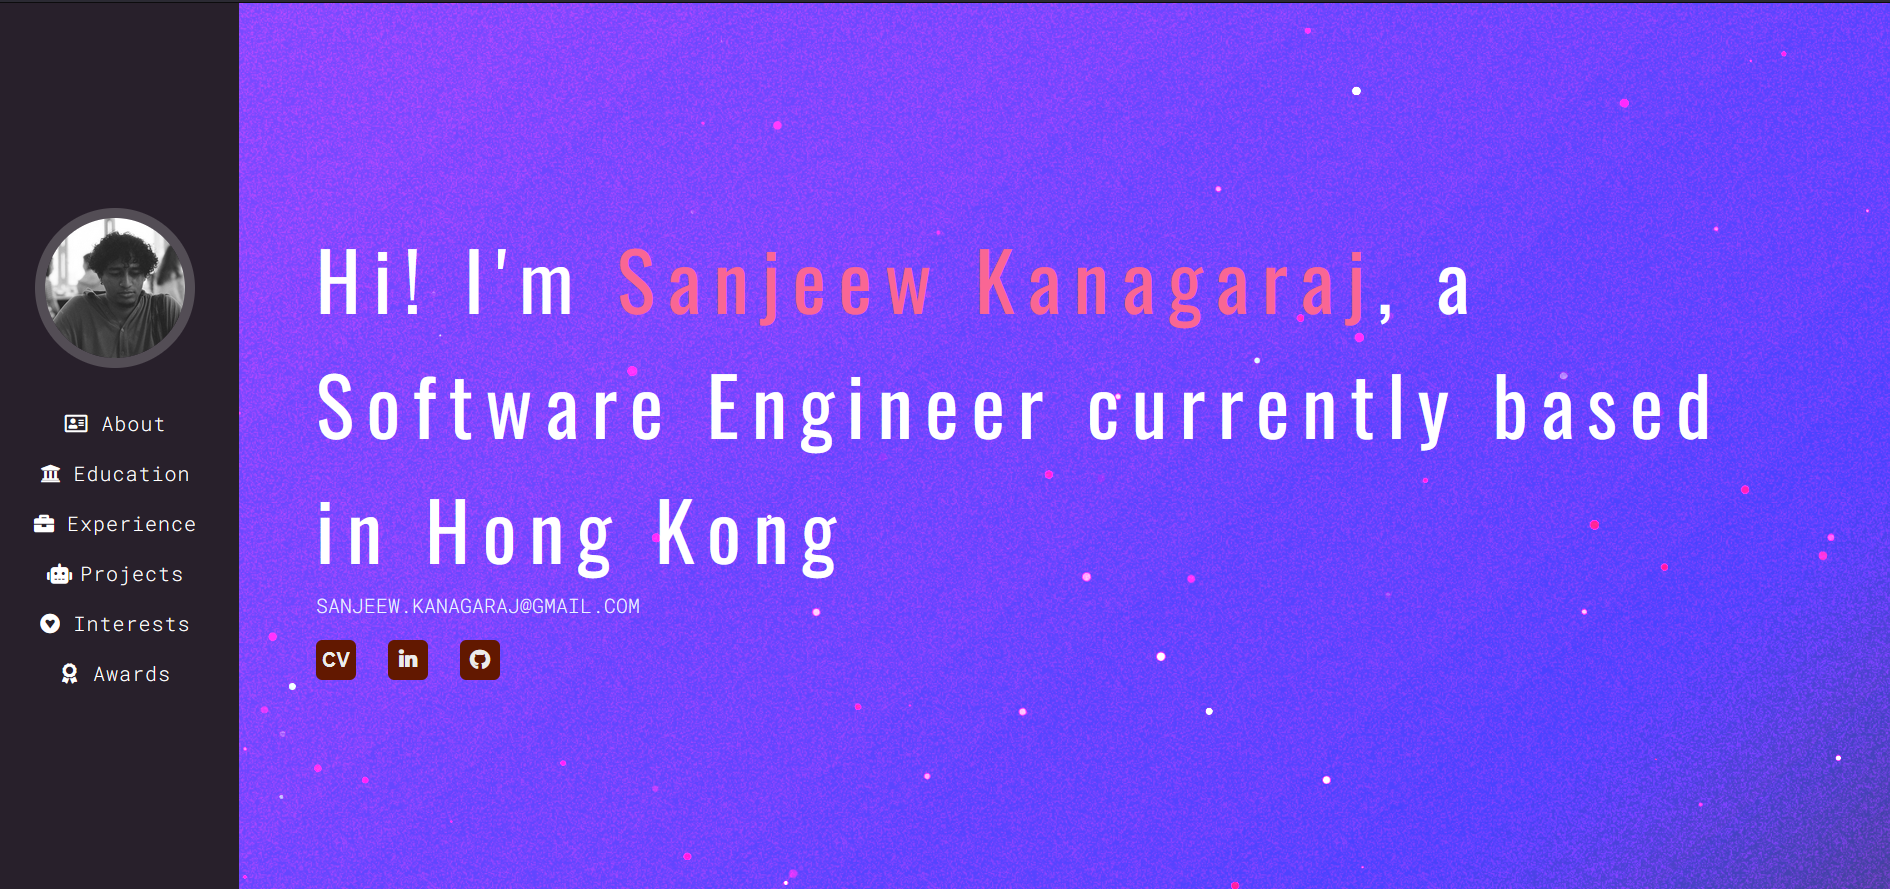 About
Education
Experience
Projects
Interests
Awards
Hi! I'm Sanjeew Kanagaraj, a
Software Engineer currently based
in Hong Kong
SANJEEW.KANAGARAJ@GMAIL.COM
CV
in